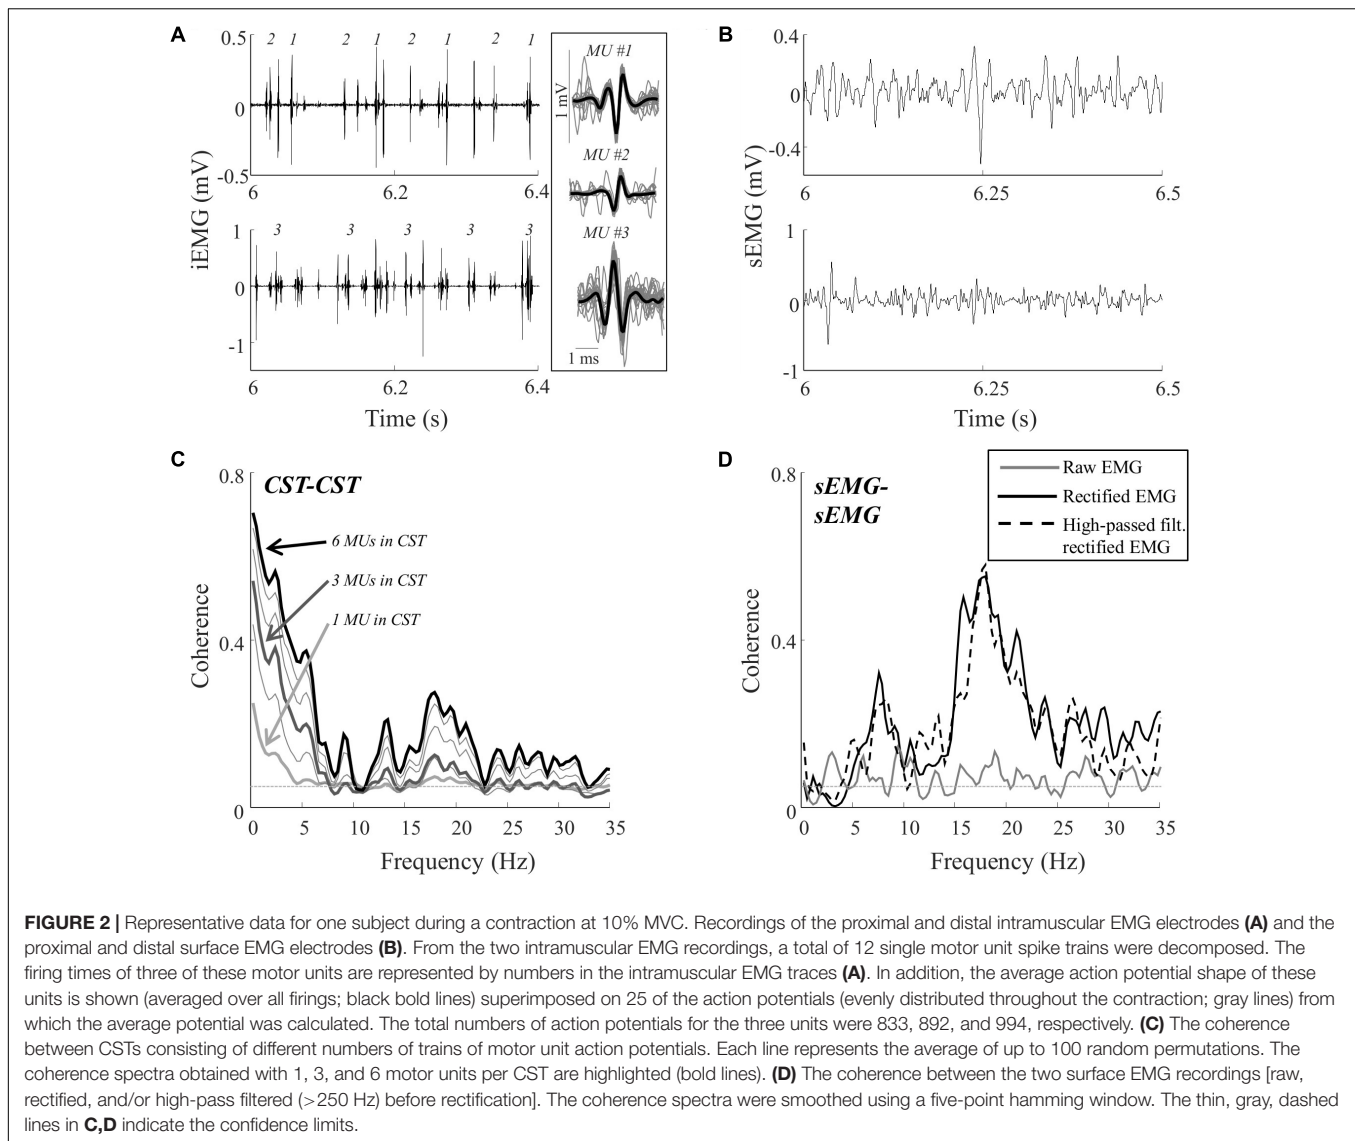 A
0.5
0
-0.5
2 1 2 1 2 1 2 1
6 6.2 6.4
iEMG (mV)
1
0
-1
3 3 3 3 3
6 6.2 6.4
Time (s)
MU #1
1 mV
MU #2
MU #3
1 ms
B
0.4
0
-0.4
6 6.25 6.5
sEMG (mV)
1
0
-1
6 6.25 6.5
Time (s)
C
CST-CST
0.8
0.4
0
Coherence
6 MUs in CST
3 MUs in CST
1 MU in CST
0 5 10 15 20 25 30 35
Frequency (Hz)
D
sEMG-
sEMG
Raw EMG
Rectified EMG
High-passed filt.
rectified EMG
0.8
0.4
0
Coherence
0 5 10 15 20 25 30 35
Frequency (Hz)
FIGURE 2 | Representative data for one subject during a contraction at 10% MVC. Recordings of the proximal and distal intramuscular EMG electrodes (A) and the
proximal and distal surface EMG electrodes (B). From the two intramuscular EMG recordings, a total of 12 single motor unit spike trains were decomposed. The
firing times of three of these motor units are represented by numbers in the intramuscular EMG traces (A). In addition, the average action potential shape of these
units is shown (averaged over all firings; black bold lines) superimposed on 25 of the action potentials (evenly distributed throughout the contraction; gray lines) from
which the average potential was calculated. The total numbers of action potentials for the three units were 833, 892, and 994, respectively. (C) The coherence
between CSTs consisting of different numbers of trains of motor unit action potentials. Each line represents the average of up to 100 random permutations. The
coherence spectra obtained with 1, 3, and 6 motor units per CST are highlighted (bold lines). (D) The coherence between the two surface EMG recordings [raw,
rectified, and/or high-pass filtered (>250 Hz) before rectification]. The coherence spectra were smoothed using a five-point hamming window. The thin, gray, dashed
lines in C,D indicate the confidence limits.